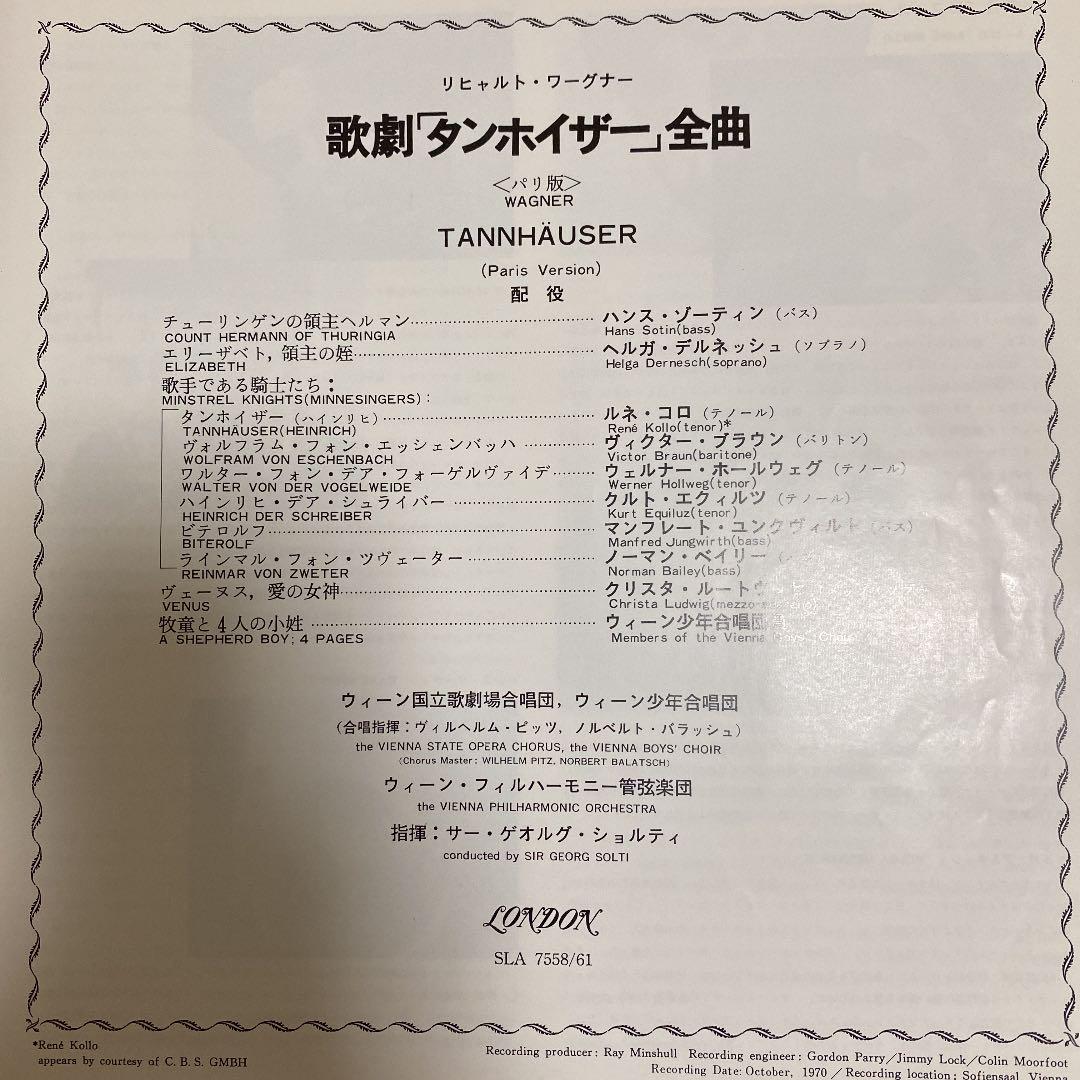 リヒャルト・ワーグナー
歌劇「タンホイザー」全曲
<パリ版>
WAGNER
TANNHÄUSER
(Paris Version)
配役
チューリンゲンの領主ヘルマン…………………………… ハンス・ゾーティン (バス)
COUNT HERMANN OF THURINGIA Hans Sotin(bass)
エリーザベト, 領主の姪…………………………… ヘルガ・デルネッシュ (ソプラノ)
ELIZABETH Helga Dernesch(soprano)
歌手である騎士たち:
MINSTREL KNIGHTS(MINNESINGERS):
タンホイザー (ハインリヒ)…………………………… ルネ・コロ (テノール)
TANNHÄUSER(HEINRICH) René Kollo(tenor)*
ヴォルフラム・フォン・エッシェンバッハ ………… ヴィクター・ブラウン (バリトン)
WOLFRAM VON ESCHENBACH Victor Braun(baritone)
ワルター・フォン・デア・フォーゲルヴァイデ……… ウェルナー・ホールウェグ (テノール)
WALTER VON DER VOGELWEIDE Werner Hollweg(tenor)
ハインリヒ・デア・シュライバー ………………… クルト・エクィルツ (テノール)
HEINRICH DER SCHREIBER Kurt Equiluz(tenor)
ビテロルフ…………………………… マンフレート・ユンクヴィルト (バス)
BITEROLF Manfred Jungwirth(bass)
ラインマル・フォン・ツヴェーター ………………… ノーマン・ベイリー
REINMAR VON ZWETER Norman Bailey(bass)
ヴェーヌス, 愛の女神…………………………… クリスタ・ルート
VENUS Christa Ludwig(mezzo-
牧童と4人の小姓 …………………………… ウィーン少年合唱団
A SHEPHERD BOY; 4 PAGES Members of the Vienna Boys' Choir
ウィーン国立歌劇場合唱団, ウィーン少年合唱団
(合唱指揮:ヴィルヘルム・ピッツ, ノルベルト・バラッシュ)
the VIENNA STATE OPERA CHORUS, the VIENNA BOYS' CHOIR
(Chorus Master: WILHELM PITZ, NORBERT BALATSCH)
ウィーン・フィルハーモニー管弦楽団
the VIENNA PHILHARMONIC ORCHESTRA
指揮:サー・ゲオルグ・ショルティ
conducted by SIR GEORG SOLTI
LONDON
SLA 7558/61
*René Kollo
appears by courtesy of C. B. S. GMBH
Recording producer: Ray Minshull Recording engineer: Gordon Parry/Jimmy Lock/Colin Moorfoot
Recording Date: October, 1970 / Recording location: Sofiensaal, Vienna